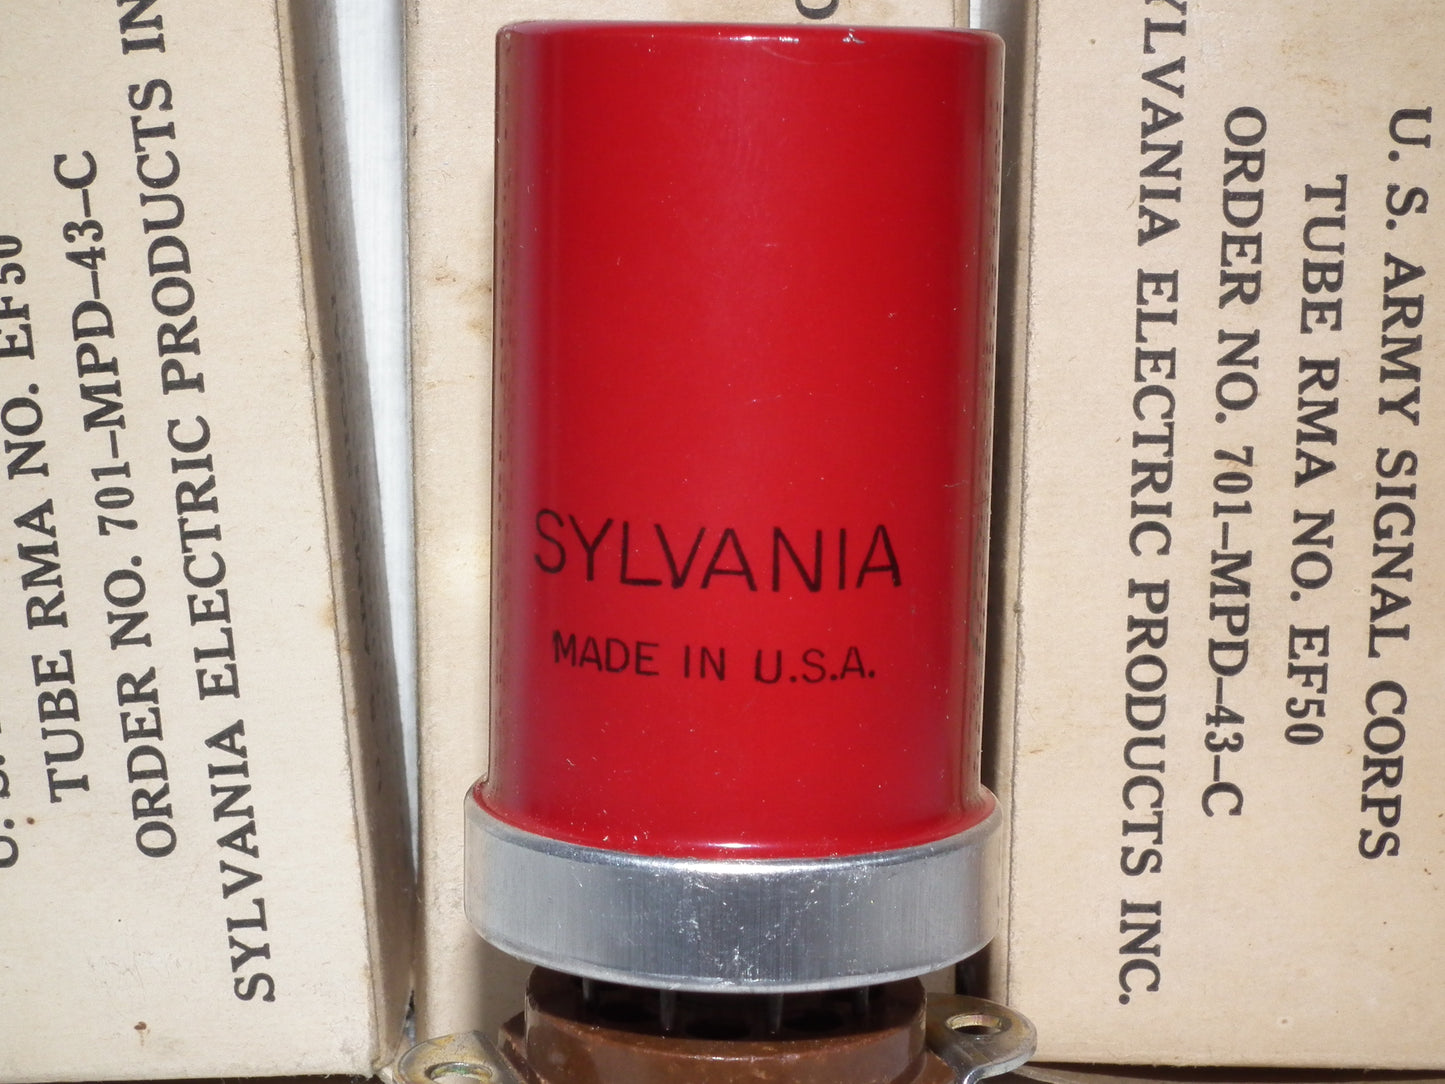 TUBE RMA NO. EF50
ORDER NO. 701-MPD-43-C
SYLVANIA ELECTRIC PRODUCTS IN
SYLVANIA
MADE IN U.S.A.
U. S. ARMY SIGNAL CORPS
TUBE RMA NO. EF50
ORDER NO. 701-MPD-43-C
YLVANIA ELECTRIC PRODUCTS INC.